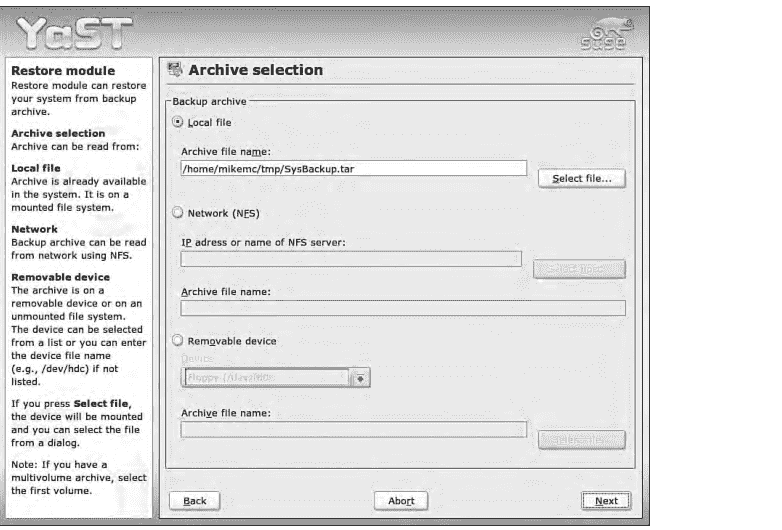 YaST
SUSE
Restore module
Restore module can restore
your system from backup
archive.
Archive selection
Archive can be read from:
Local file
Archive is already available
in the system. It is on a
mounted file system.
Network
Backup archive can be read
from network using NFS.
Removable device
The archive is on a
removable device or on an
unmounted file system.
The device can be selected
from a list or you can enter
the device file name
(e.g., /dev/hdc) if not
listed.
If you press Select file,
the device will be mounted
and you can select the file
from a dialog.
Note: If you have a
multivolume archive, select
the first volume.
Archive selection
Backup archive
Local file
Archive file name:
/home/mikemc/tmp/SysBackup.tar
Select file...
Network (NFS)
IP adress or name of NFS server:
Archive file name:
Removable device
Device
Archive file name:
Back
Abort
Next